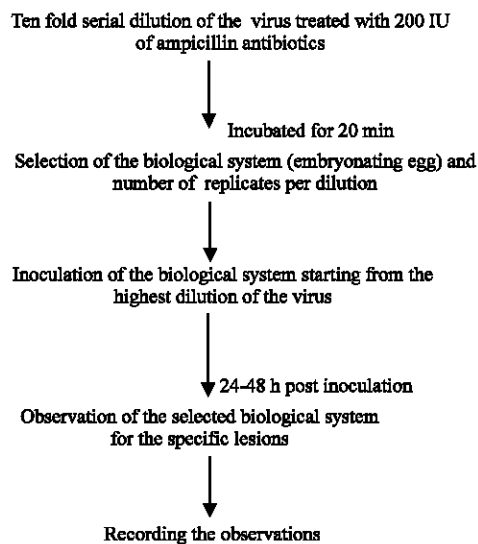 Ten fold serial dilution of the virus treated with 200 IU
of ampicillin antibiotics
Incubated for 20 min
Selection of the biological system (embryonating egg) and
number of replicates per dilution
Inoculation of the biological system starting from the
highest dilution of the virus
24-48 h post inoculation
Observation of the selected biological system
for the specific lesions
Recording the observations